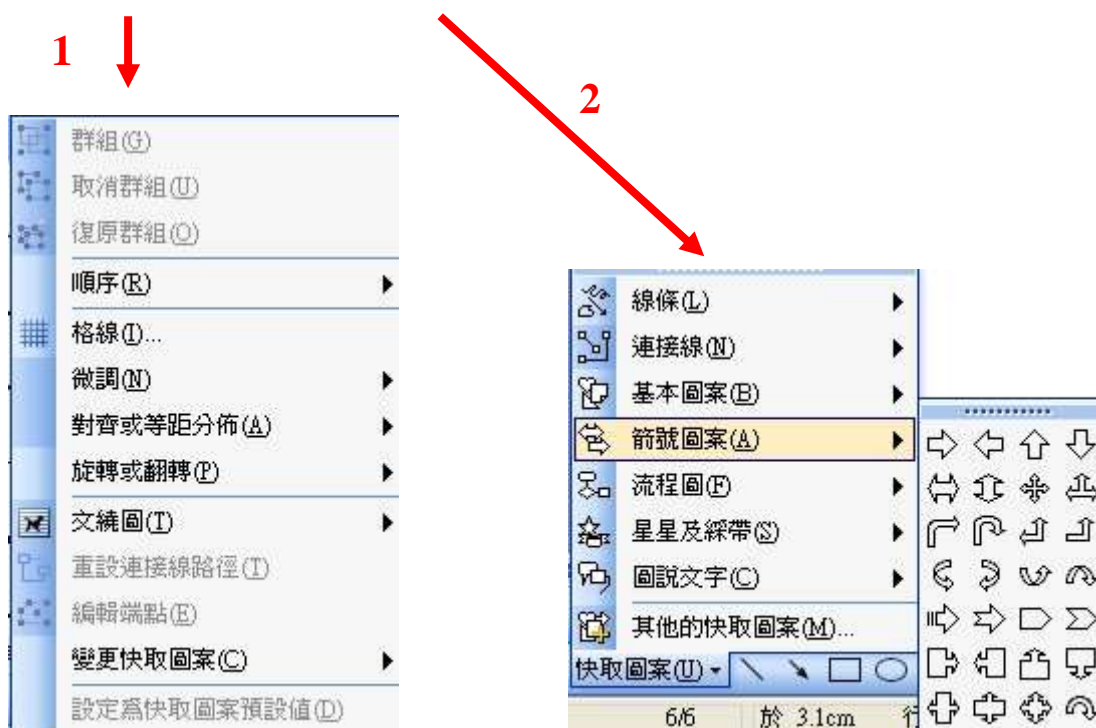 1
2
群組(G)
取消群組(U)
復原群組(O)
順序(R)
格線(I)...
微調(N)
對齊或等距分佈(A)
旋轉或翻轉(P)
文繞圖(T)
重設連接線路徑(T)
編輯端點(E)
變更快取圖案(C)
設定為快取圖案預設值(D)
線條(L)
連接線(N)
基本圖案(B)
箭號圖案(A)
流程圖(F)
星星及綵帶(S)
圖說文字(C)
其他的快取圖案(M)...
快取圖案(U)
6/6 於 3.1cm 行